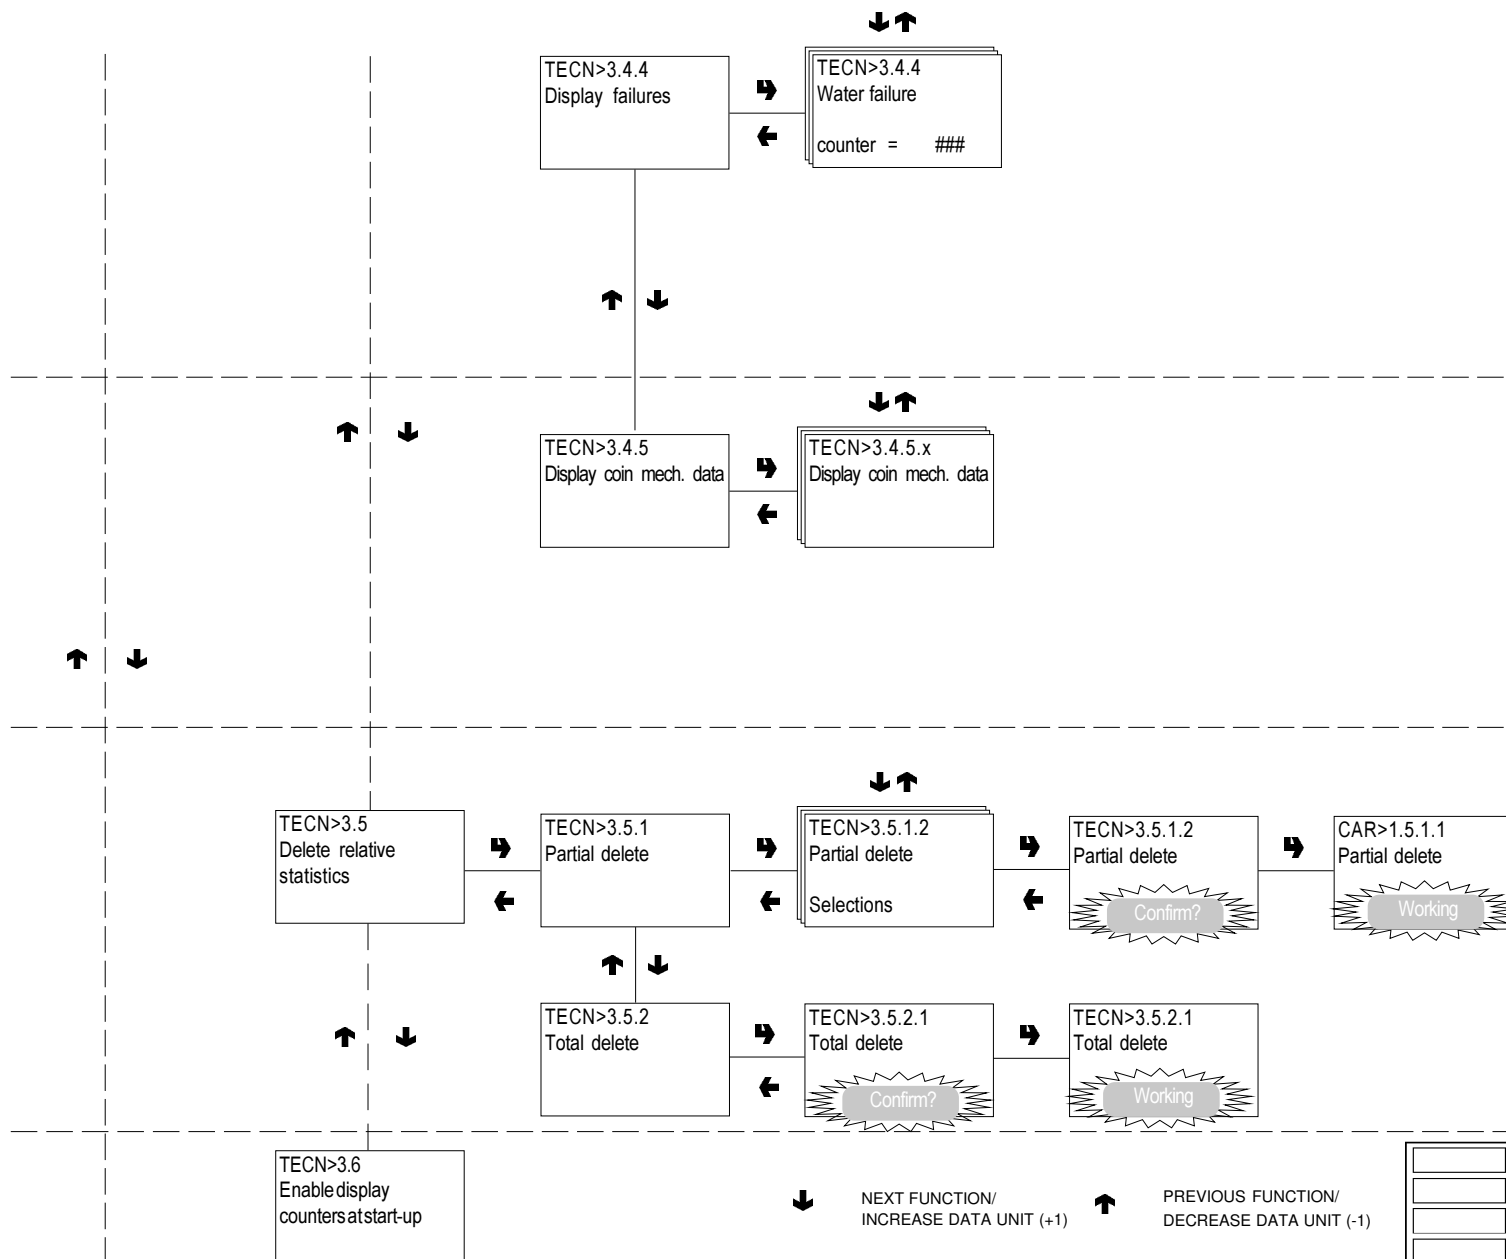 TECN>3.4.4
Display failures
TECN>3.4.4
Water failure
counter = ###
TECN>3.4.5
Display coin mech. data
TECN>3.4.5.x
Display coin mech. data
TECN>3.5
Delete relative
statistics
TECN>3.5.1
Partial delete
TECN>3.5.1.2
Partial delete
Selections
TECN>3.5.1.2
Partial delete
Confirm?
CAR>1.5.1.1
Partial delete
Working
TECN>3.5.2
Total delete
TECN>3.5.2.1
Total delete
Confirm?
TECN>3.5.2.1
Total delete
Working
TECN>3.6
Enable display
counters at start-up
NEXT FUNCTION/
INCREASE DATA UNIT (+1)
PREVIOUS FUNCTION/
DECREASE DATA UNIT (-1)